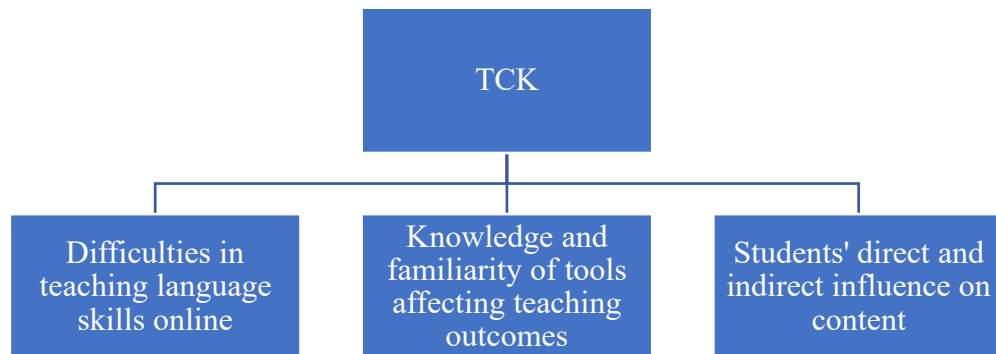 TCK
Difficulties in
teaching language
skills online
Knowledge and
familiarity of tools
affecting teaching
outcomes
Students' direct and
indirect influence on
content